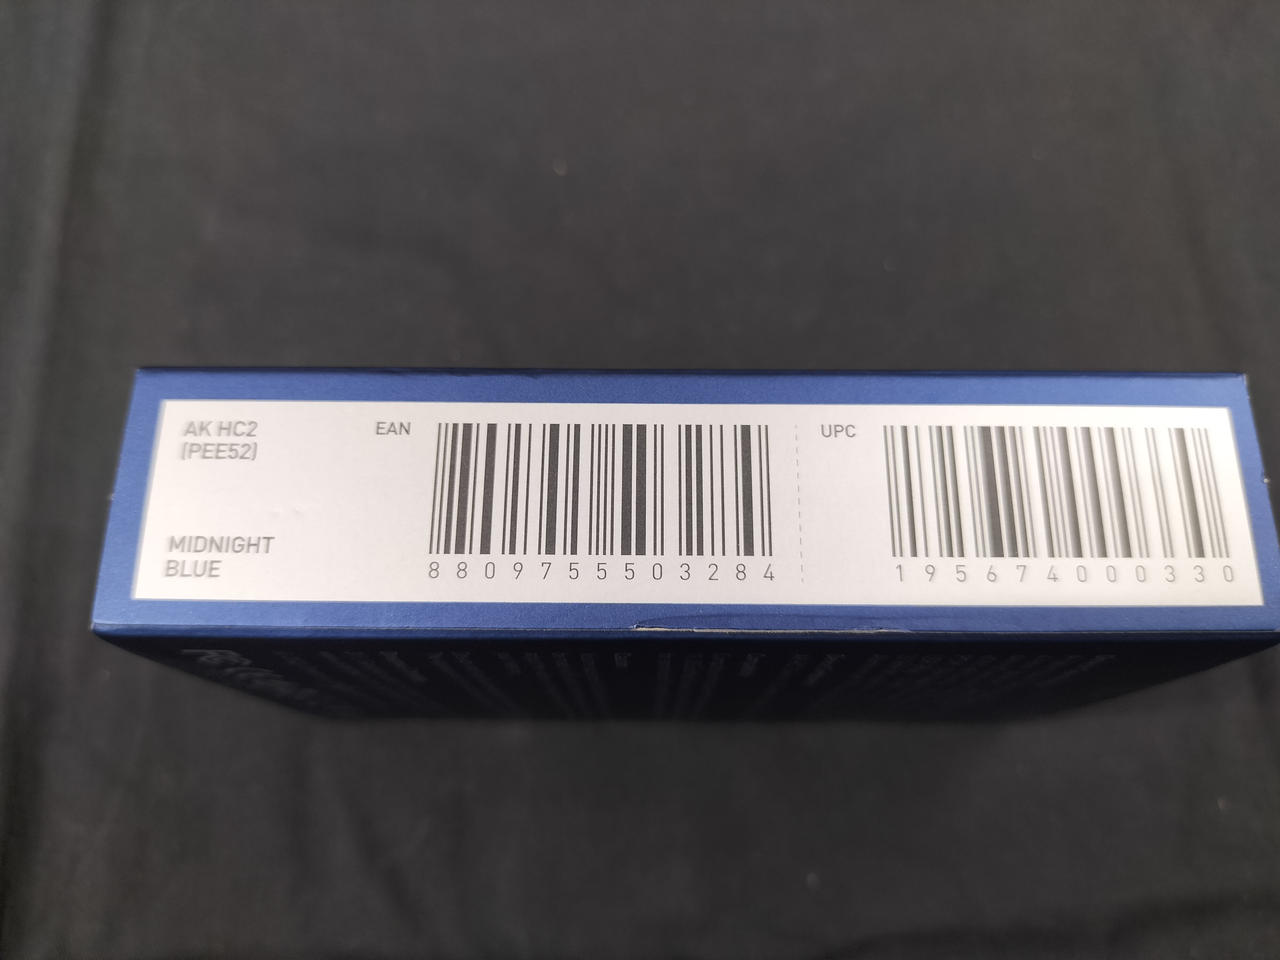 AK HC2
(PEE52)
MIDNIGHT
BLUE
EAN
8809755503284
UPC
195674000330